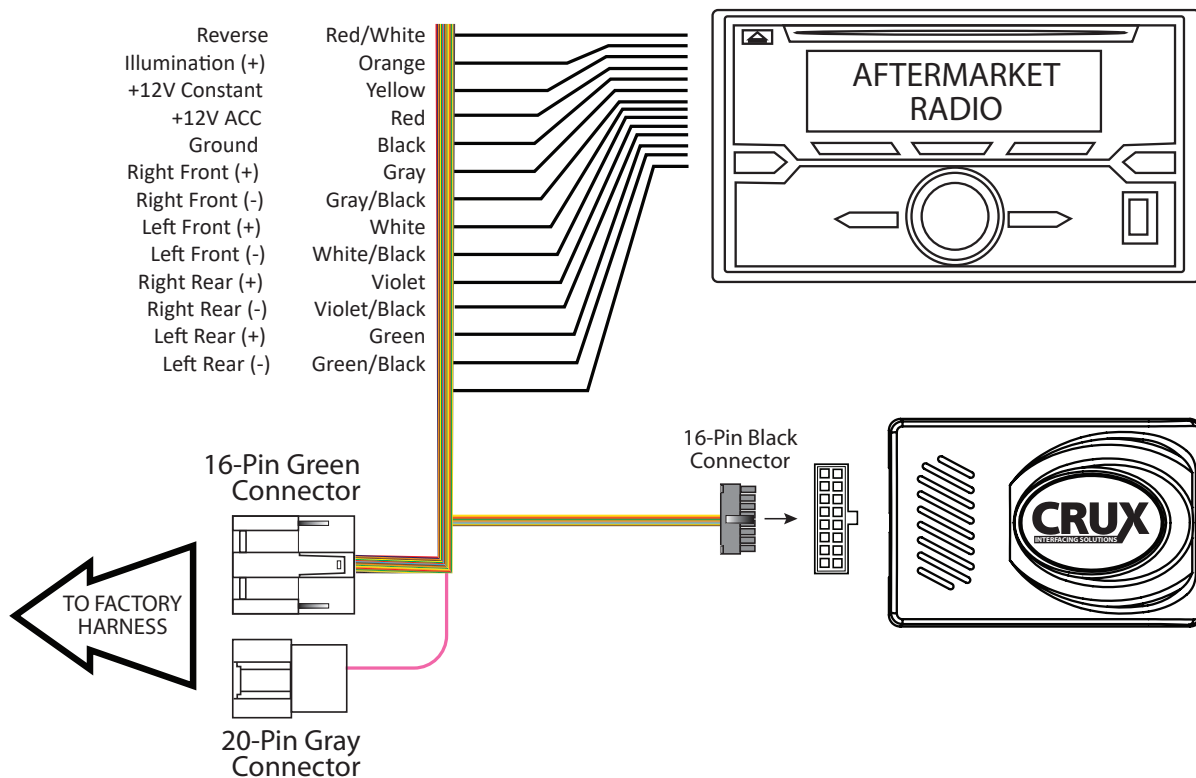 Reverse Red/White
Illumination (+) Orange
+12V Constant Yellow
+12V ACC Red
Ground Black
Right Front (+) Gray
Right Front (-) Gray/Black
Left Front (+) White
Left Front (-) White/Black
Right Rear (+) Violet
Right Rear (-) Violet/Black
Left Rear (+) Green
Left Rear (-) Green/Black
AFTERMARKET
RADIO
16-Pin Black
Connector
16-Pin Green
Connector
CRUX
INTERFACING SOLUTIONS
TO FACTORY
HARNESS
20-Pin Gray
Connector